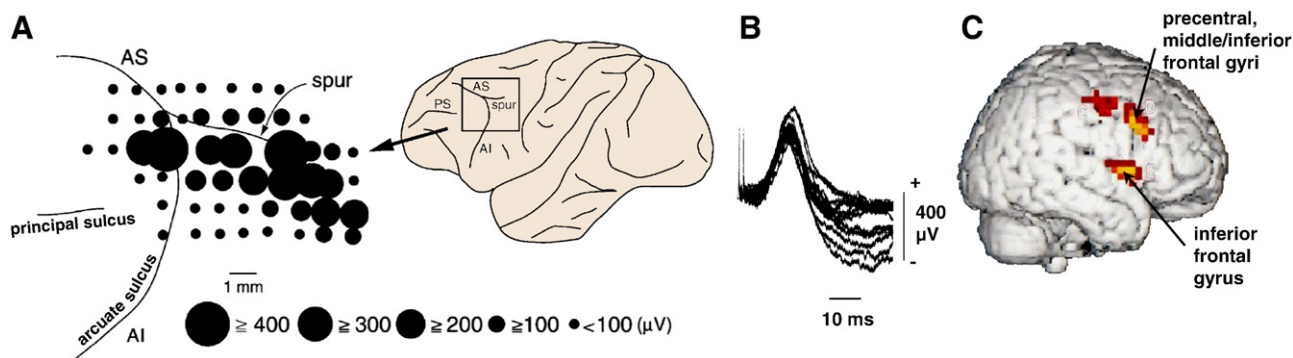 A
AS
spur
principal sulcus
arcuate sulcus
AI
1 mm
≧ 400 ≧ 300 ≧ 200 ≧100 <100 (µV)
AS
PS
spur
AI
B
+
400
µV
-
10 ms
C
precentral,
middle/inferior
frontal gyri
inferior
frontal
gyrus